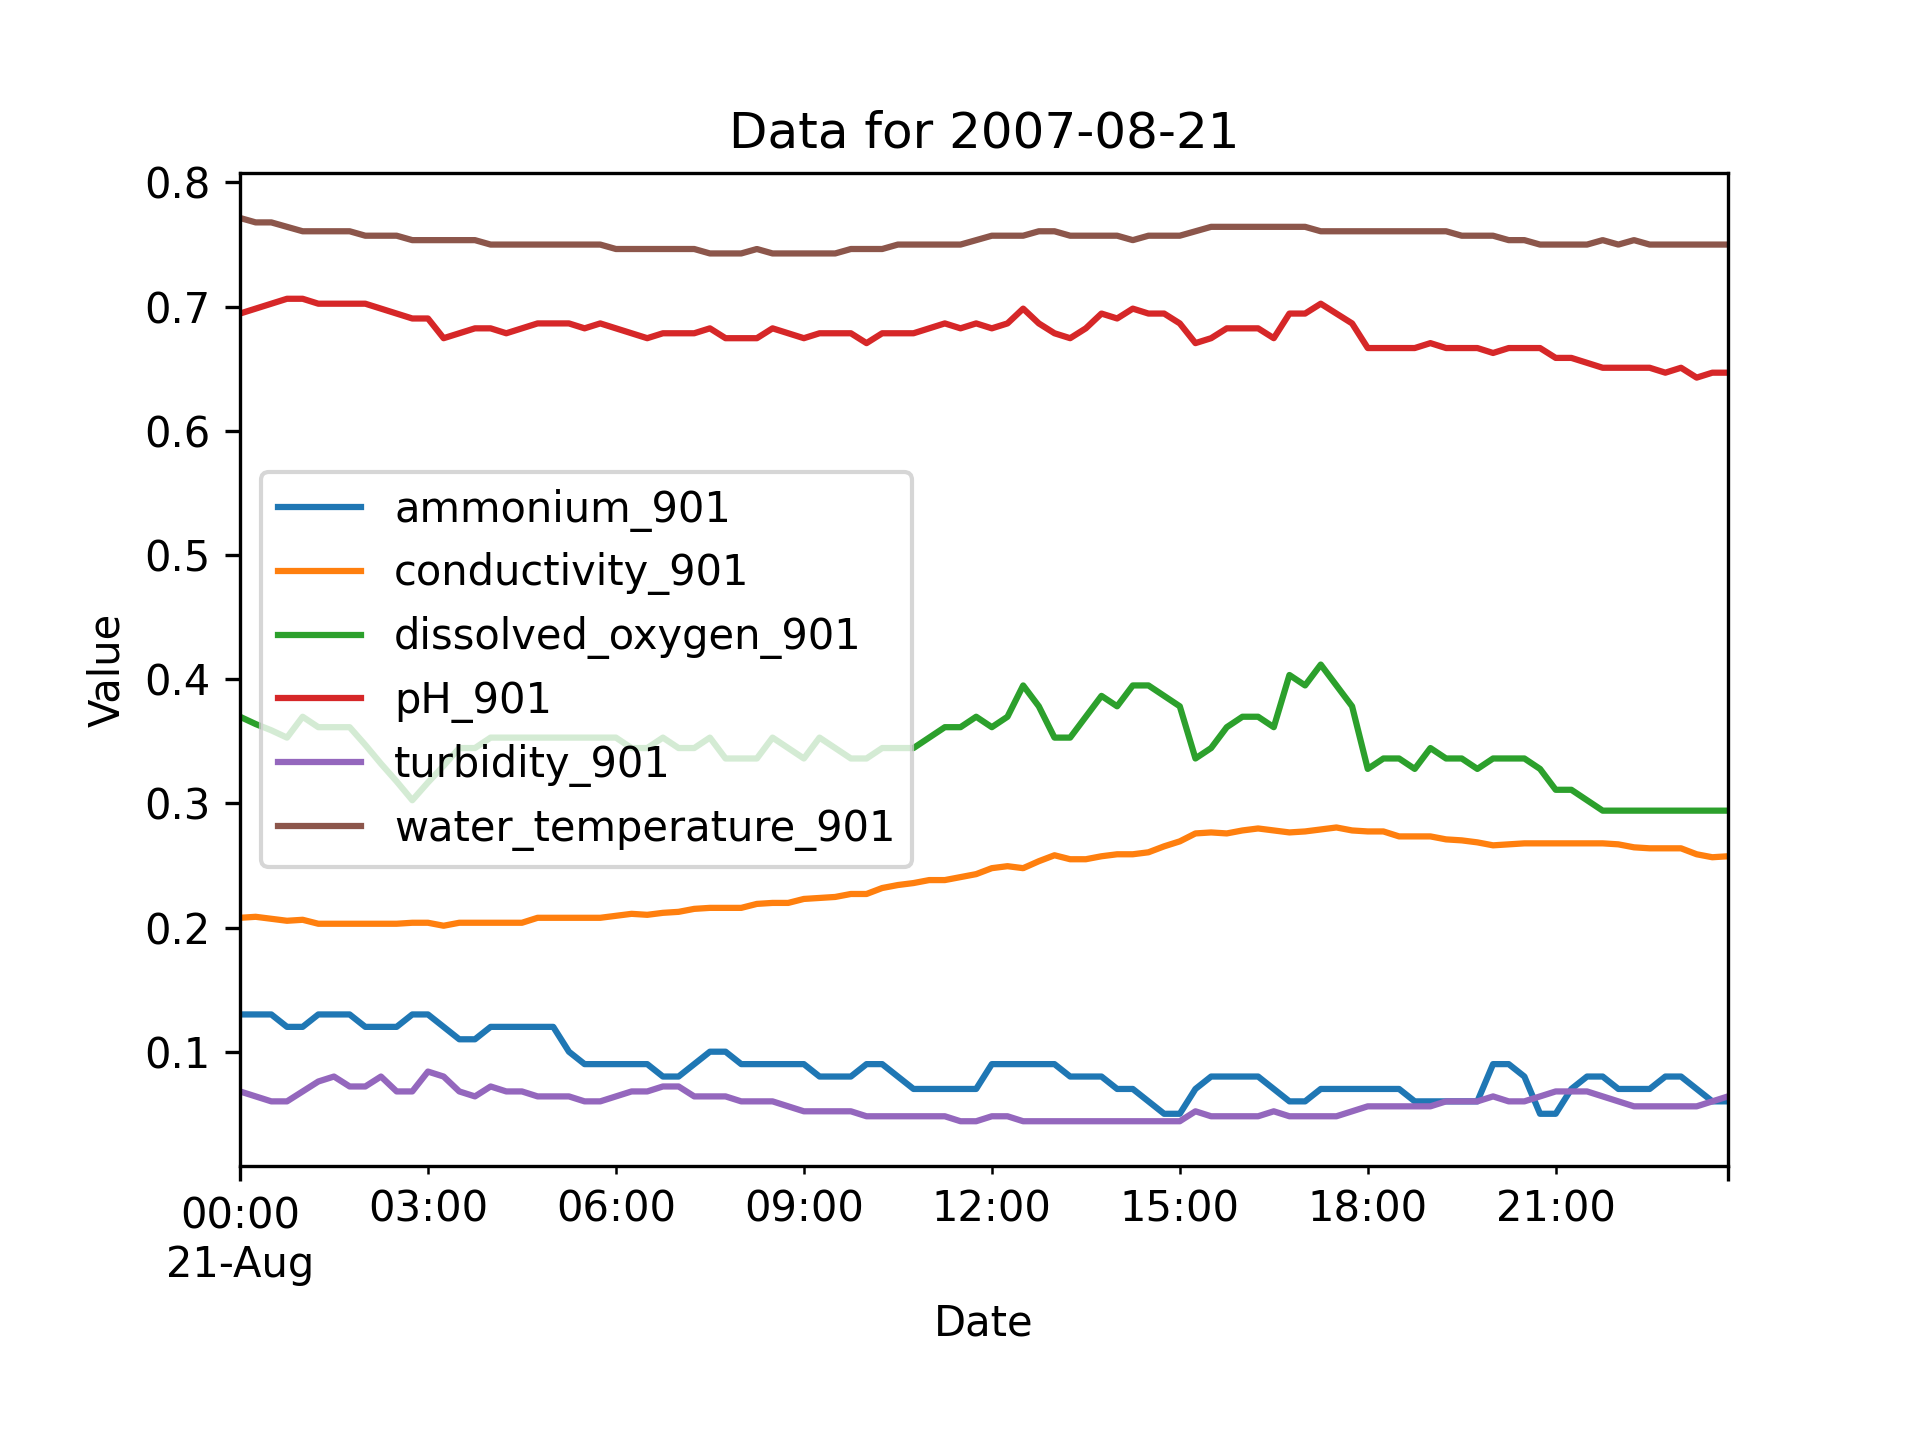 Data for 2007-08-21
0.8
0.7
0.6
0.5
0.4
0.3
0.2
0.1
Value
ammonium_901
conductivity_901
dissolved_oxygen_901
pH_901
turbidity_901
water_temperature_901
00:00 03:00 06:00 09:00 12:00 15:00 18:00 21:00
21-Aug
Date